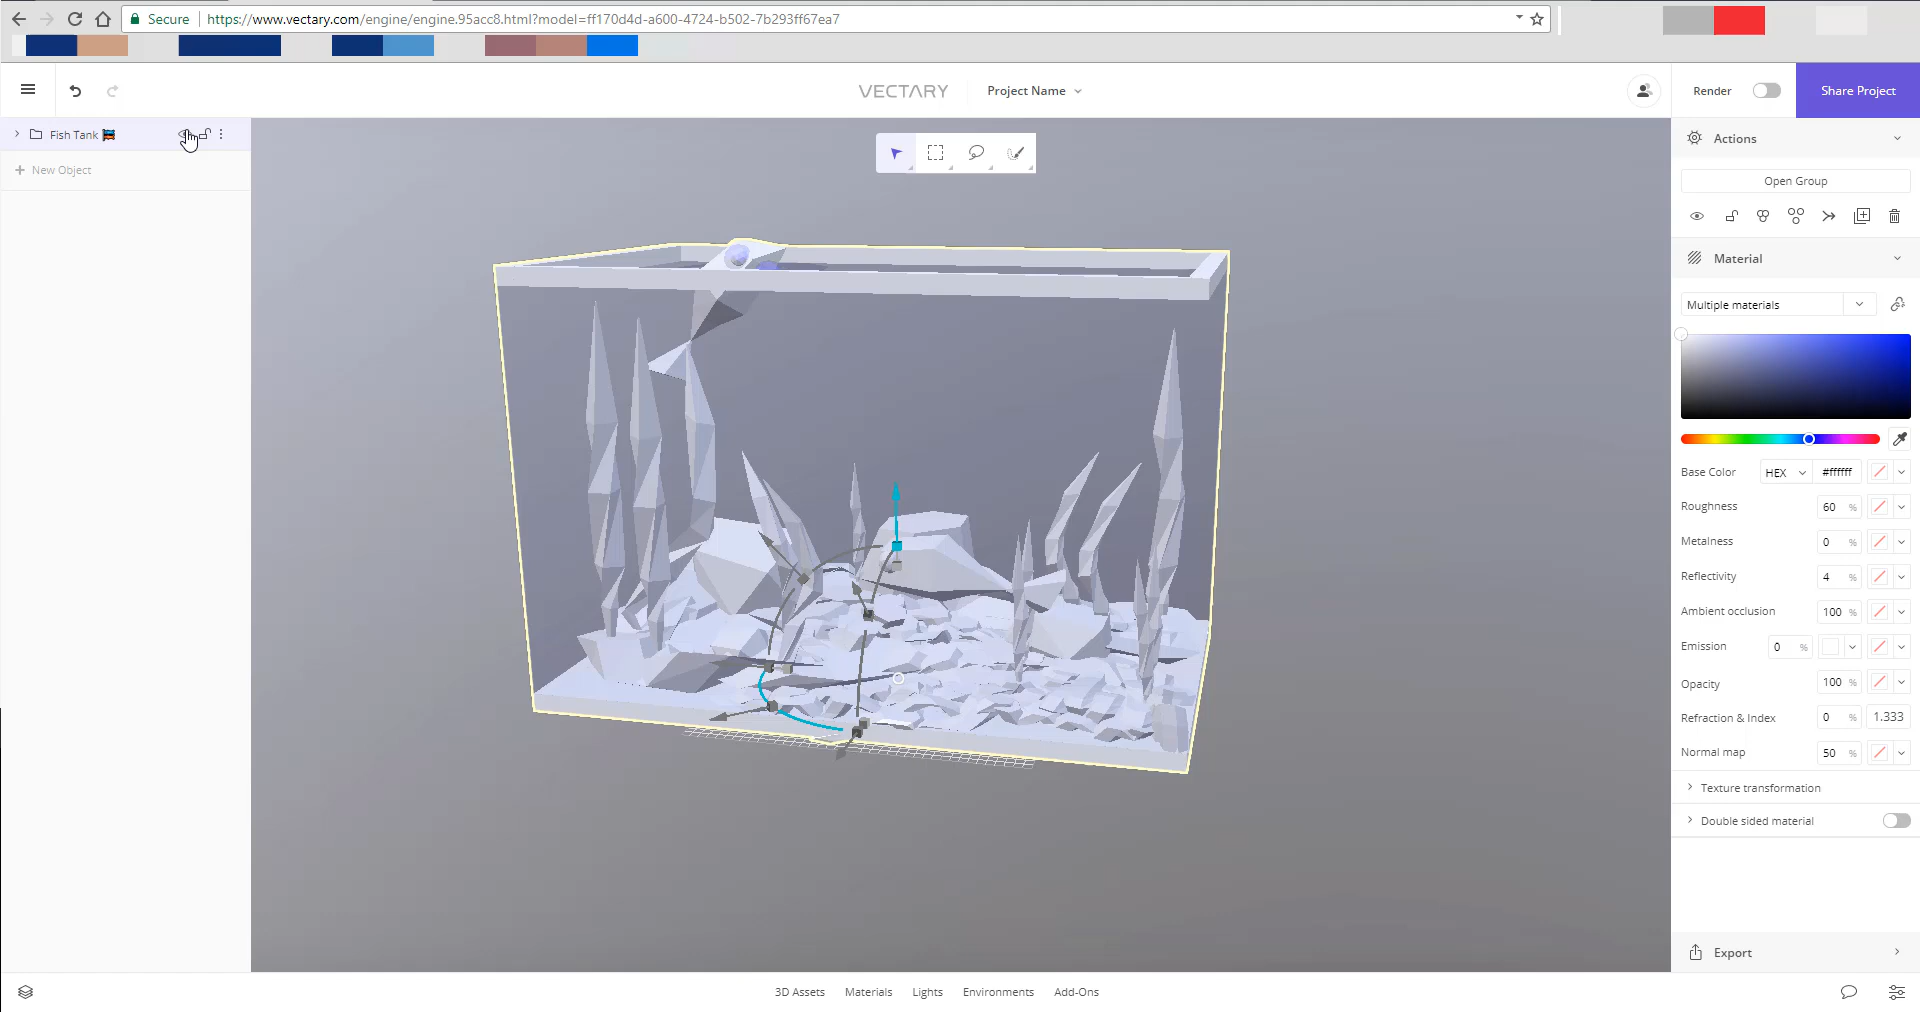 Secure https://www.vectary.com/engine/engine.95acc8.html?model=ff170d4d-a600-4724-b502-7b293ff67ea7
VECTARY Project Name Render Share Project
Fish Tank
New Object
Actions
Open Group
Material
Multiple materials
Base Color HEX #ffffff
Roughness 60 %
Metalness 0 %
Reflectivity 4 %
Ambient occlusion 100 %
Emission 0 %
Opacity 100 %
Refraction & Index 0 % 1.333
Normal map 50 %
Texture transformation
Double sided material
Export
3D Assets Materials Lights Environments Add-Ons